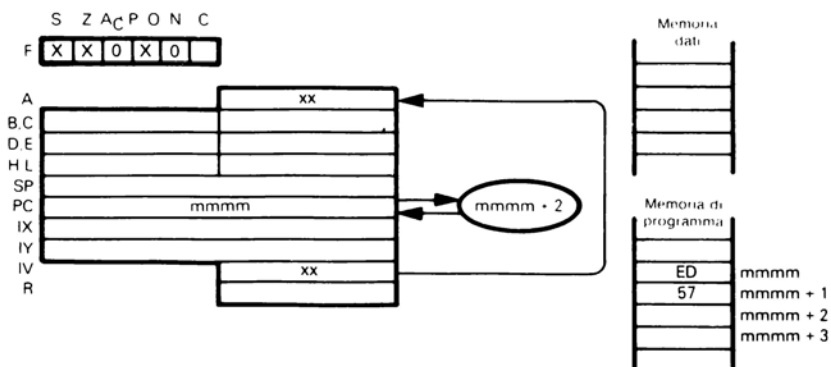 S Z AC P O N C
F X X 0 X 0
A xx
B,C
D,E
H L
SP
PC mmmm
IX
IY
IV xx
R
mmmm + 2
Memoria
dati
Memoria di
programma
ED mmmm
57 mmmm + 1
mmmm + 2
mmmm + 3